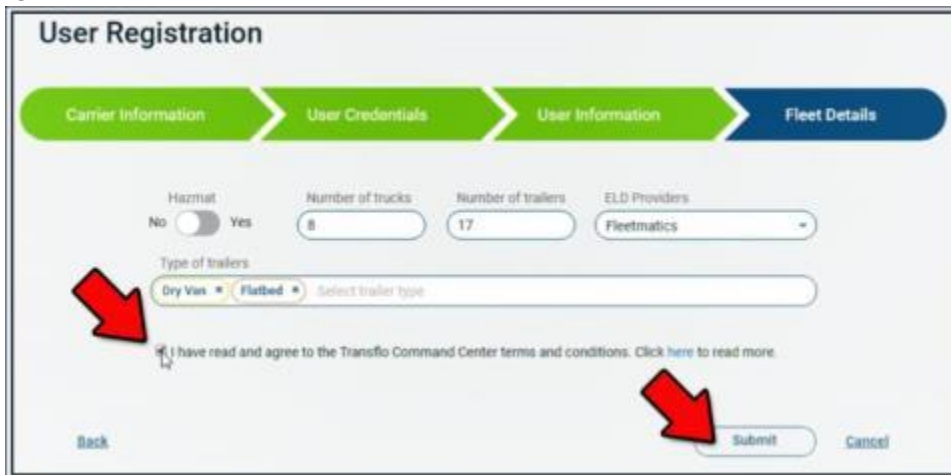 User Registration
Carrier Information User Credentials User Information Fleet Details
Hazmat Number of trucks Number of trailers ELD Providers
No Yes 8 17 Fleetmatics
Type of trailers
Dry Van Flatbed Select trailer type
I have read and agree to the Transflo Command Center terms and conditions. Click here to read more.
Back Submit Cancel